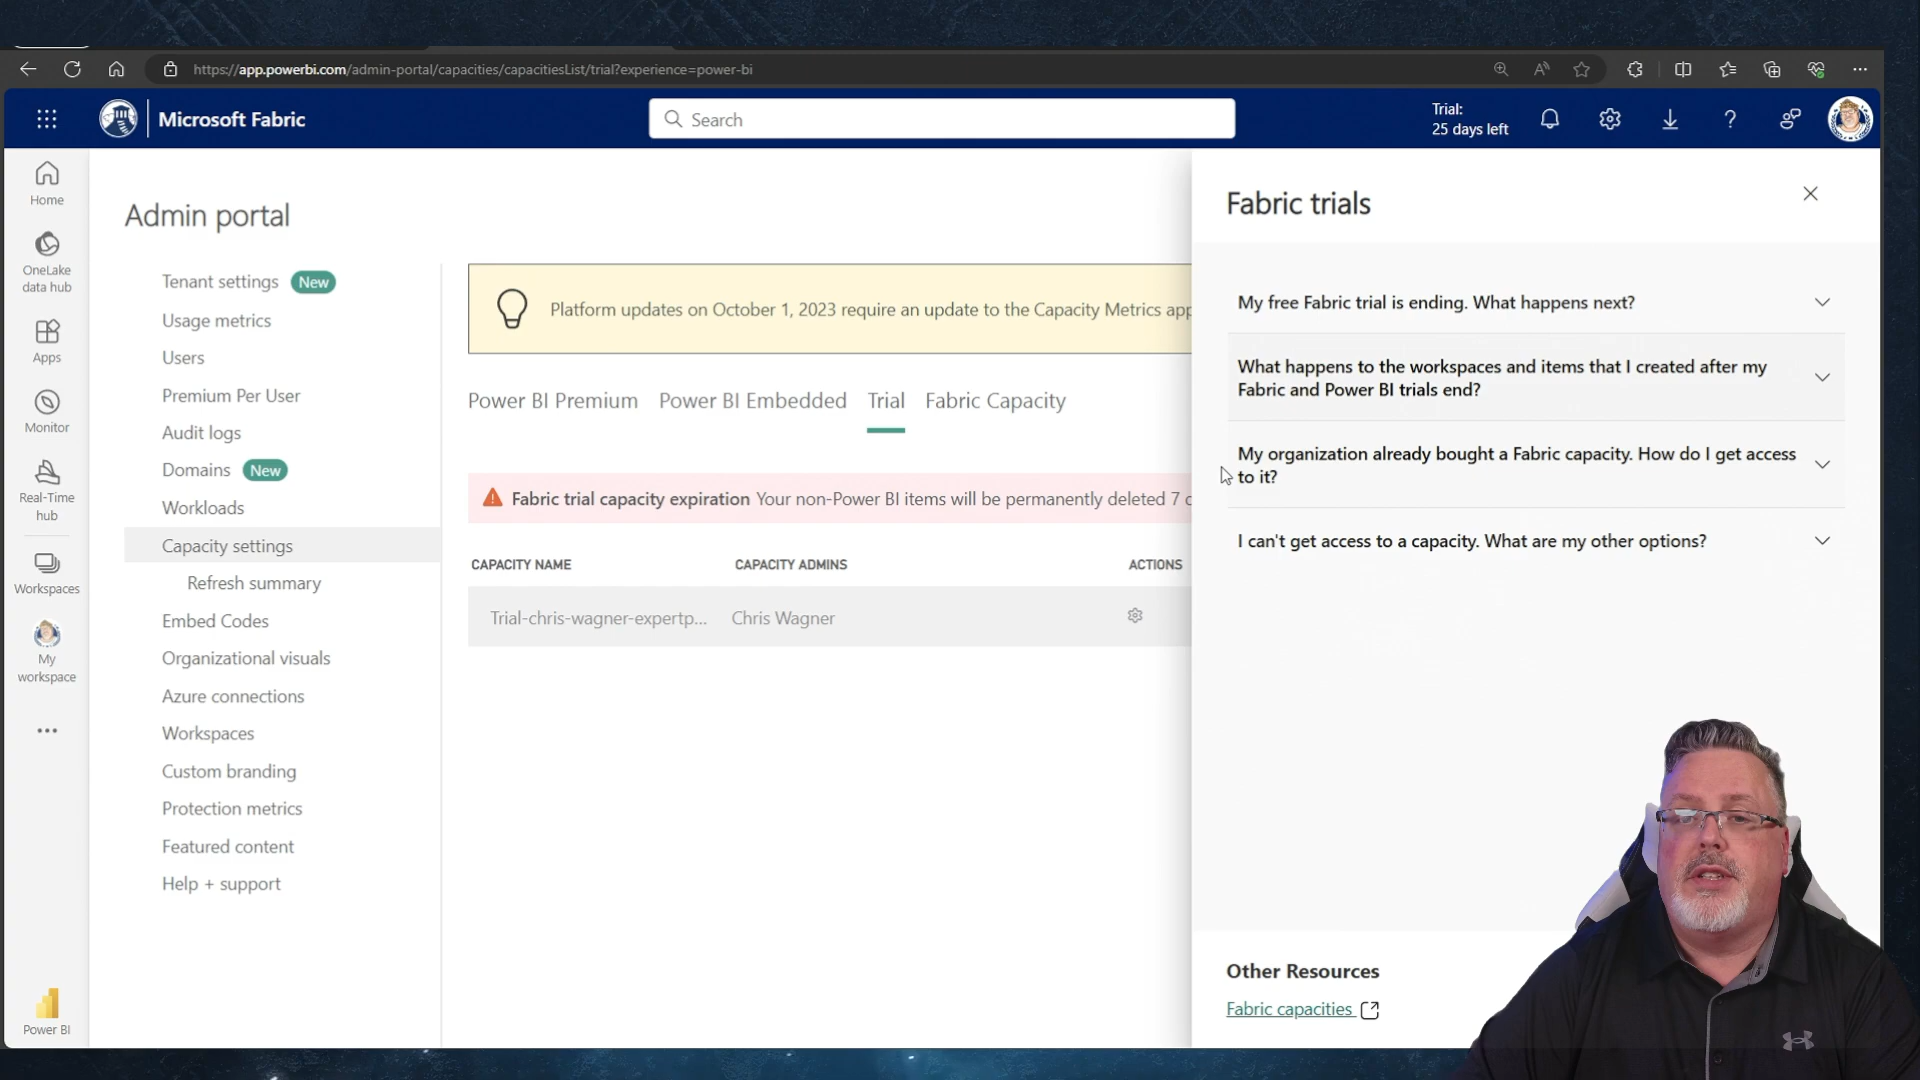 https://app.powerbi.com/admin-portal/capacities/capacitiesList/trial?experience=power-bi
Microsoft Fabric
Search
Trial:
25 days left
Home
OneLake
data hub
Apps
Monitor
Real-Time
hub
Workspaces
My
workspace
Power BI
Admin portal
Tenant settings New
Usage metrics
Users
Premium Per User
Audit logs
Domains New
Workloads
Capacity settings
Refresh summary
Embed Codes
Organizational visuals
Azure connections
Workspaces
Custom branding
Protection metrics
Featured content
Help + support
Platform updates on October 1, 2023 require an update to the Capacity Metrics app
Power BI Premium Power BI Embedded Trial Fabric Capacity
Fabric trial capacity expiration Your non-Power BI items will be permanently deleted 7
CAPACITY NAME CAPACITY ADMINS ACTIONS
Trial-chris-wagner-expertp... Chris Wagner
Fabric trials
My free Fabric trial is ending. What happens next?
What happens to the workspaces and items that I created after my
Fabric and Power BI trials end?
My organization already bought a Fabric capacity. How do I get access
to it?
I can't get access to a capacity. What are my other options?
Other Resources
Fabric capacities